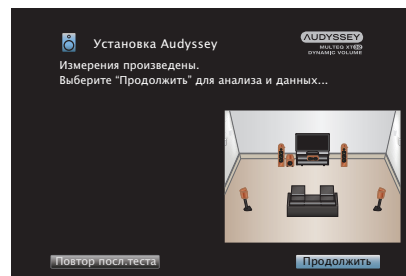 Установка Audyssey
AUDYSSEY
MULTEQ XT32
DYNAMIC VOLUME
Измерения произведены.
Выберите “Продолжить” для анализа и данных...
Повтор посл.теста
Продолжить